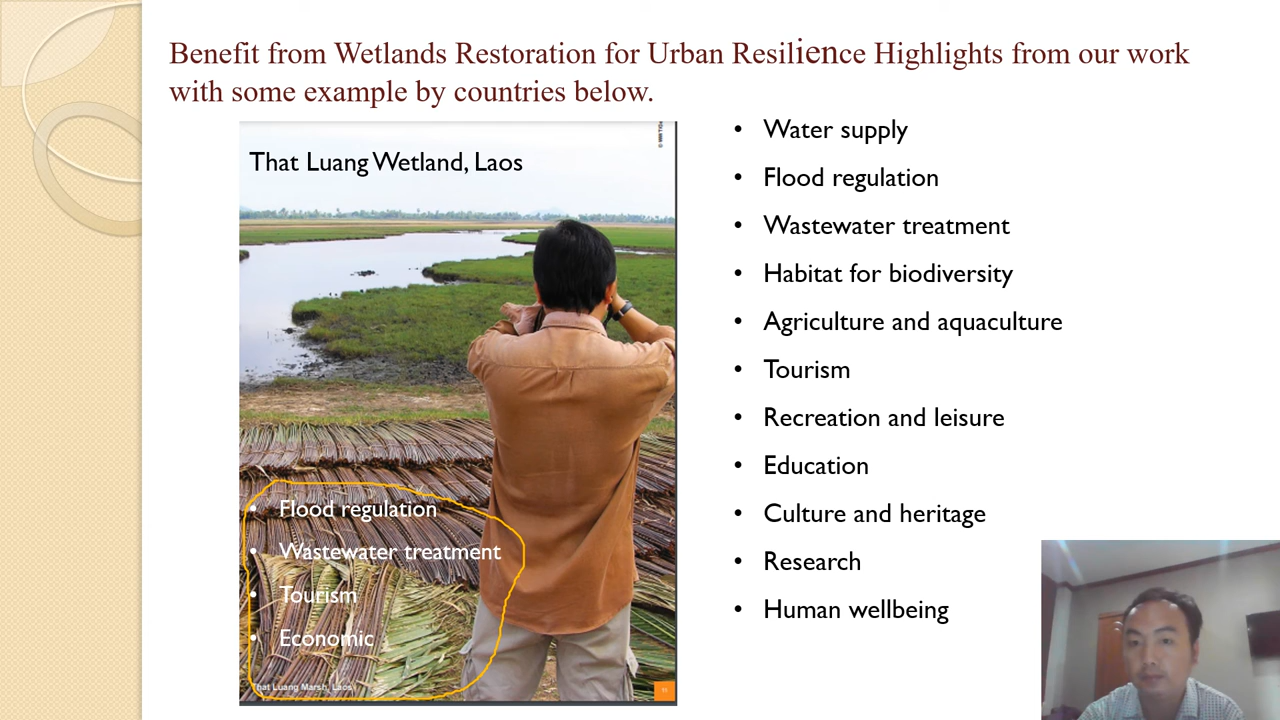 Benefit from Wetlands Restoration for Urban Resilience Highlights from our work
with some example by countries below.
That Luang Wetland, Laos
• Flood regulation
• Wastewater treatment
• Tourism
• Economic
That Luang Marsh, Laos
• Water supply
• Flood regulation
• Wastewater treatment
• Habitat for biodiversity
• Agriculture and aquaculture
• Tourism
• Recreation and leisure
• Education
• Culture and heritage
• Research
• Human wellbeing